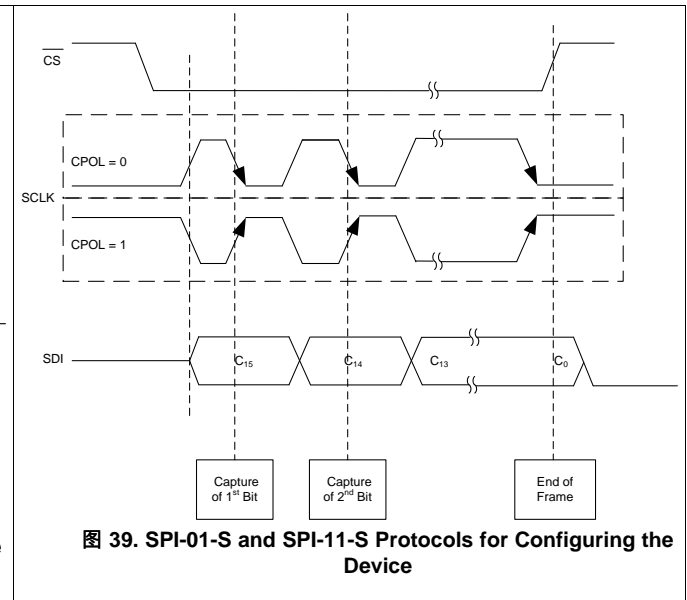 CS
CPOL = 0
SCLK
CPOL = 1
SDI
C15
C14
C13
C0
Capture
of 1st Bit
Capture
of 2nd Bit
End of
Frame
图 39. SPI-01-S and SPI-11-S Protocols for Configuring the
Device
e